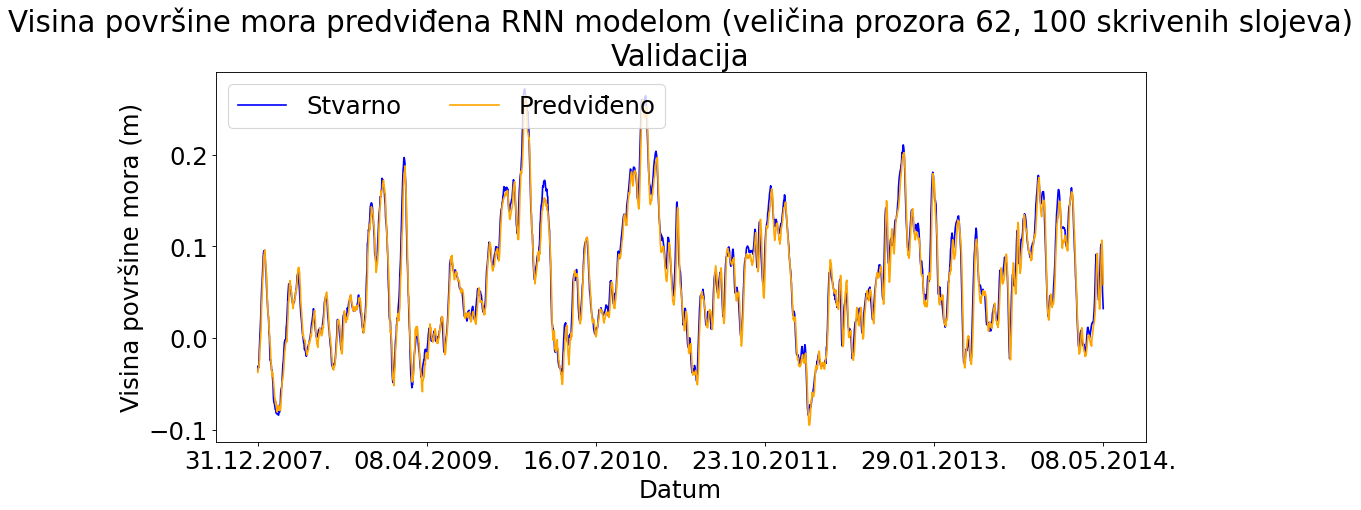 Visina površine mora predviđena RNN modelom (veličina prozora 62, 100 skrivenih slojeva)
Validacija
Stvarno Predviđeno
Visina površine mora (m)
0.2
0.1
0.0
−0.1
31.12.2007. 08.04.2009. 16.07.2010. 23.10.2011. 29.01.2013. 08.05.2014.
Datum